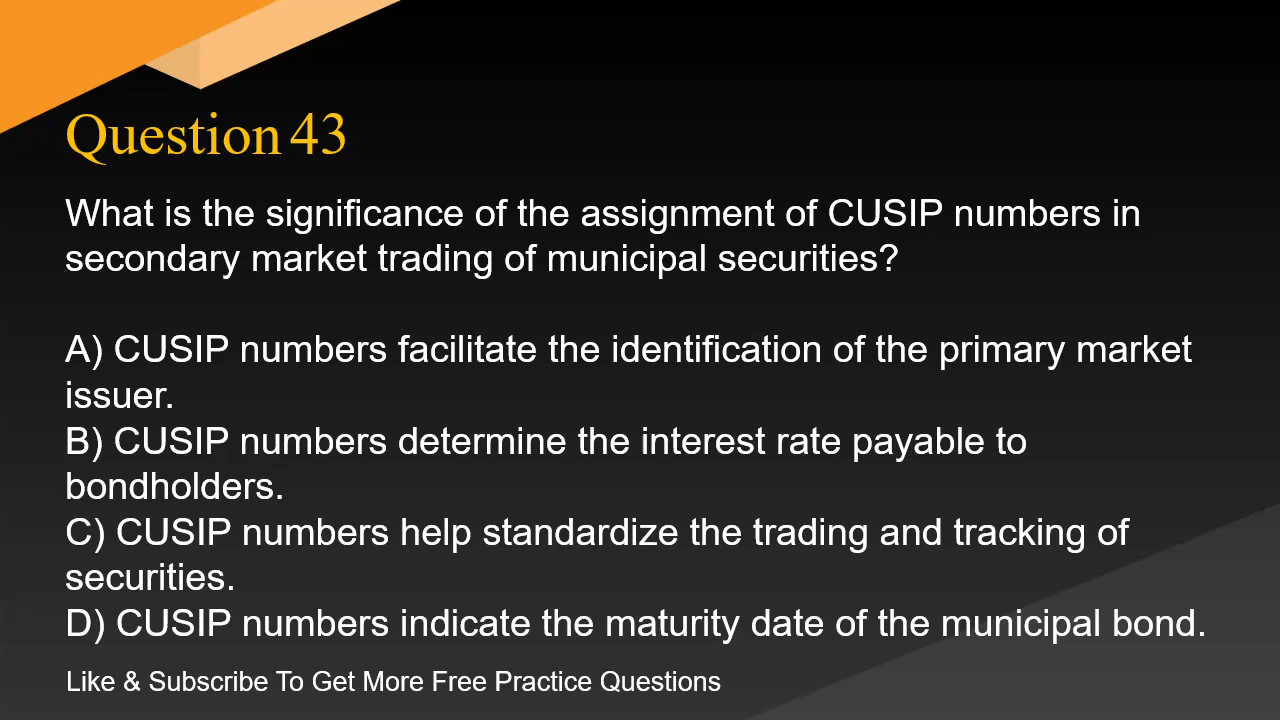 Question 43
What is the significance of the assignment of CUSIP numbers in
secondary market trading of municipal securities?
A) CUSIP numbers facilitate the identification of the primary market
issuer.
B) CUSIP numbers determine the interest rate payable to
bondholders.
C) CUSIP numbers help standardize the trading and tracking of
securities.
D) CUSIP numbers indicate the maturity date of the municipal bond.
Like & Subscribe To Get More Free Practice Questions